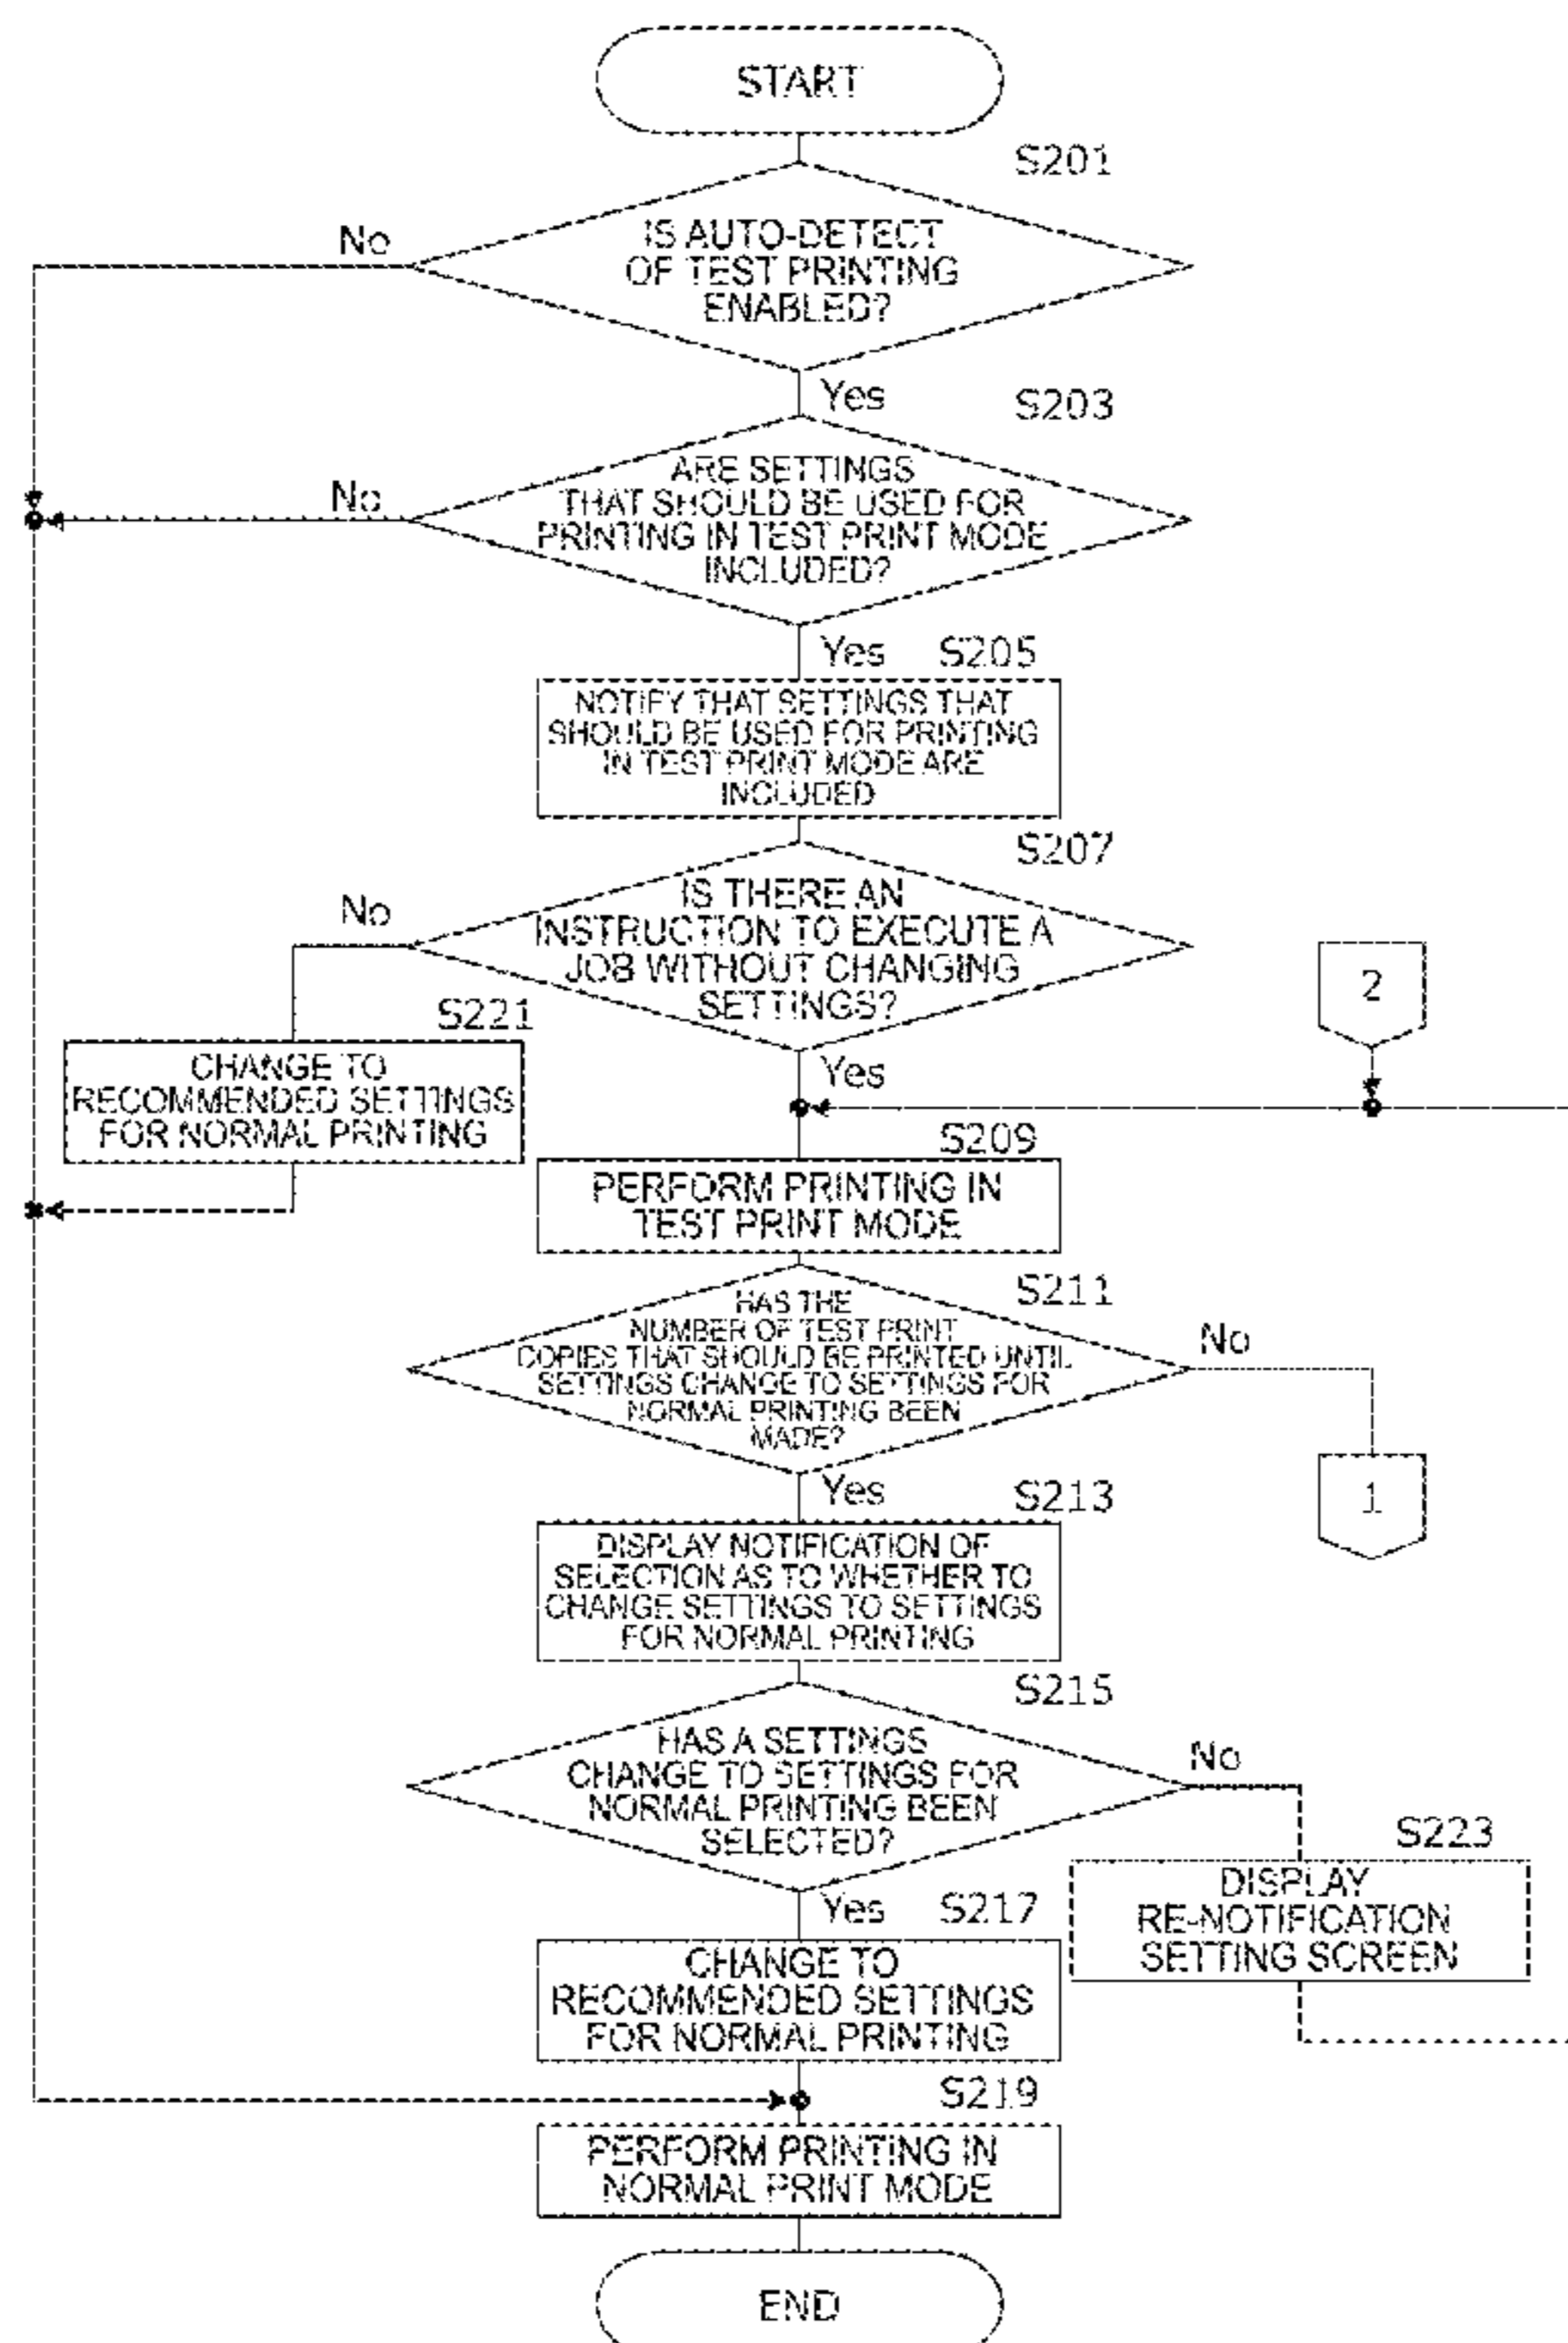 START
S201
No
IS AUTO-DETECT
OF TEST PRINTING
ENABLED?
Yes
S203
No
ARE SETTINGS
THAT SHOULD BE USED FOR
PRINTING IN TEST PRINT MODE
INCLUDED?
Yes
S205
NOTIFY THAT SETTINGS THAT
SHOULD BE USED FOR PRINTING
IN TEST PRINT MODE ARE
INCLUDED
S207
No
IS THERE AN
INSTRUCTION TO EXECUTE A
JOB WITHOUT CHANGING
SETTINGS?
2
S221
CHANGE TO
RECOMMENDED SETTINGS
FOR NORMAL PRINTING
Yes
S209
PERFORM PRINTING IN
TEST PRINT MODE
S211
No
HAS THE
NUMBER OF TEST PRINT
COPIES THAT SHOULD BE PRINTED UNTIL
SETTINGS CHANGE TO SETTINGS FOR
NORMAL PRINTING BEEN
MADE?
1
Yes
S213
DISPLAY NOTIFICATION OF
SELECTION AS TO WHETHER TO
CHANGE SETTINGS TO SETTINGS
FOR NORMAL PRINTING
S215
No
HAS A SETTINGS
CHANGE TO SETTINGS FOR
NORMAL PRINTING BEEN
SELECTED?
S223
DISPLAY
RE-NOTIFICATION
SETTING SCREEN
Yes
S217
CHANGE TO
RECOMMENDED SETTINGS
FOR NORMAL PRINTING
S219
PERFORM PRINTING IN
NORMAL PRINT MODE
END